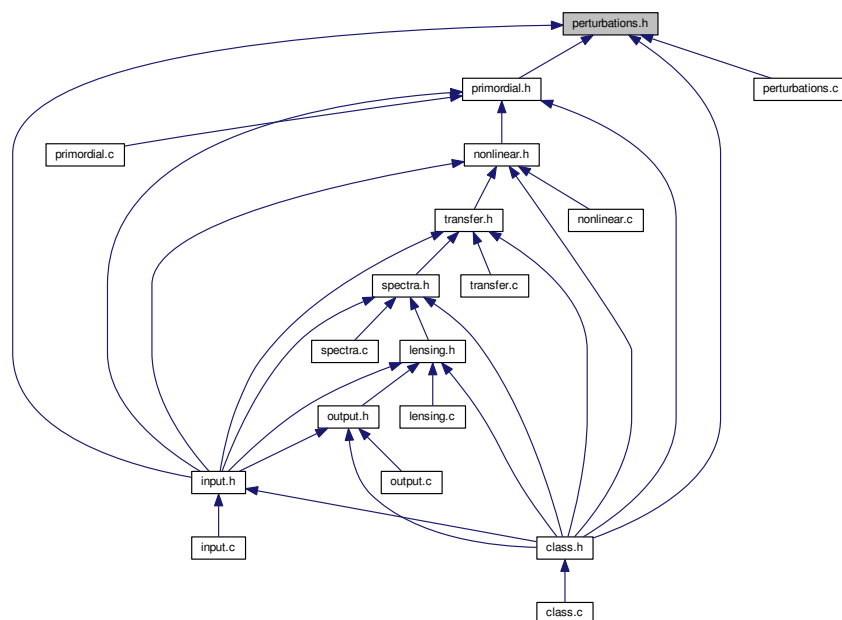 perturbations.h
primordial.h
perturbations.c
primordial.c
nonlinear.h
transfer.h
nonlinear.c
spectra.h
transfer.c
spectra.c
lensing.h
output.h
lensing.c
input.h
output.c
input.c
class.h
class.c